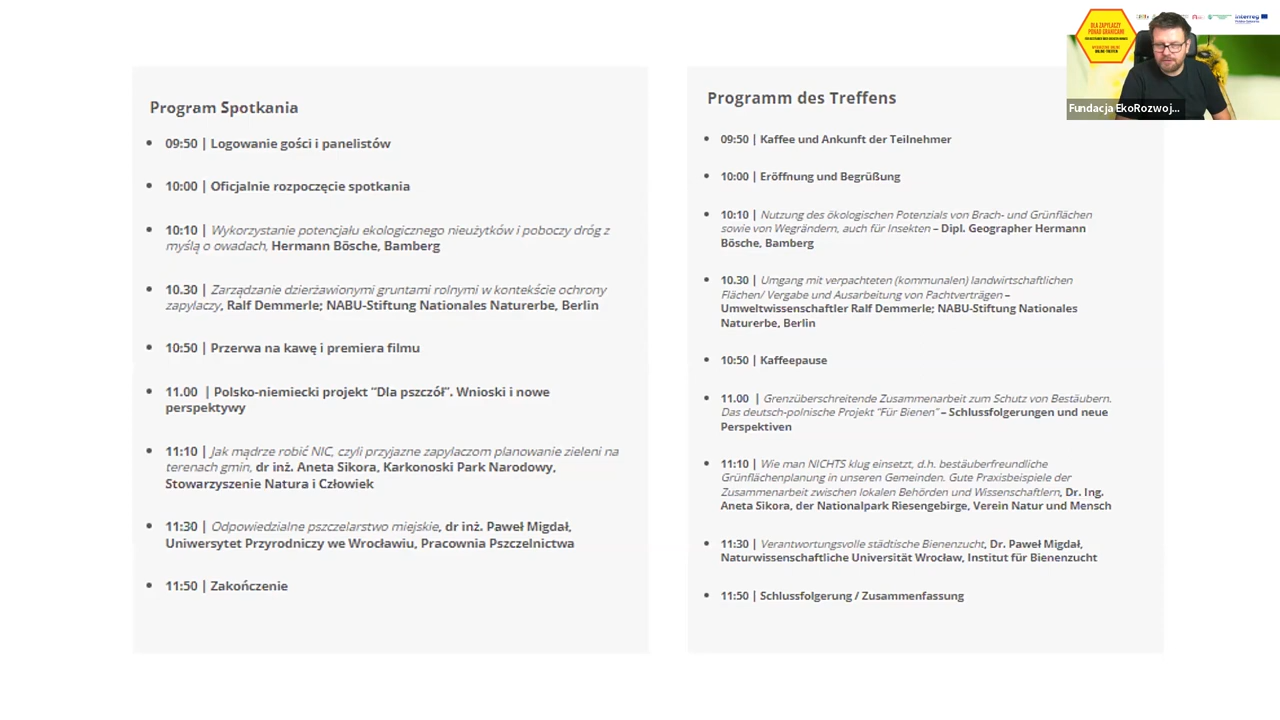 Program Spotkania
09:50 | Logowanie gości i panelistów
10:00 | Oficjalnie rozpoczęcie spotkania
10:10 | Wykorzystanie potencjału ekologicznego nieużytków i poboczy dróg z
myślą o owadach, Hermann Bösche, Bamberg
10.30 | Zarządzanie dzierżawionymi gruntami rolnymi w kontekście ochrony
zapylaczy, Ralf Demmerle; NABU-Stiftung Nationales Naturerbe, Berlin
10:50 | Przerwa na kawę i premiera filmu
11.00 | Polsko-niemiecki projekt “Dla pszczół”. Wnioski i nowe
perspektywy
11:10 | Jak mądrze robić NIC, czyli przyjazne zapylaczom planowanie zieleni na
terenach gmin, dr inż. Aneta Sikora, Karkonoski Park Narodowy,
Stowarzyszenie Natura i Człowiek
11:30 | Odpowiedzialne pszczelarstwo miejskie, dr inż. Paweł Migdał,
Uniwersytet Przyrodniczy we Wrocławiu, Pracownia Pszczelnictwa
11:50 | Zakończenie
Programm des Treffens
09:50 | Kaffee und Ankunft der Teilnehmer
10:00 | Eröffnung und Begrüßung
10:10 | Nutzung des ökologischen Potenzials von Brach- und Grünflächen
sowie von Wegrändern, auch für Insekten – Dipl. Geographer Hermann
Bösche, Bamberg
10.30 | Umgang mit verpachteten (kommunalen) landwirtschaftlichen
Flächen/ Vergabe und Ausarbeitung von Pachtverträgen –
Umweltwissenschaftler Ralf Demmerle; NABU-Stiftung Nationales
Naturerbe, Berlin
10:50 | Kaffeepause
11.00 | Grenzüberschreitende Zusammenarbeit zum Schutz von Bestäubern.
Das deutsch-polnische Projekt “Für Bienen” – Schlussfolgerungen und neue
Perspektiven
11:10 | Wie man NICHTS klug einsetzt, d.h. bestäuberfreundliche
Grünflächenplanung in unseren Gemeinden. Gute Praxisbeispiele der
Zusammenarbeit zwischen lokalen Behörden und Wissenschaftlern, Dr. Ing.
Aneta Sikora, der Nationalpark Riesengebirge, Verein Natur und Mensch
11:30 | Verantwortungsvolle städtische Bienenzucht, Dr. Paweł Migdał,
Naturwissenschaftliche Universität Wrocław, Institut für Bienenzucht
11:50 | Schlussfolgerung / Zusammenfassung
DLA ZAPYLACZY
PONAD GRANICAMI
Interreg
Fundacja EkoRozwoj...